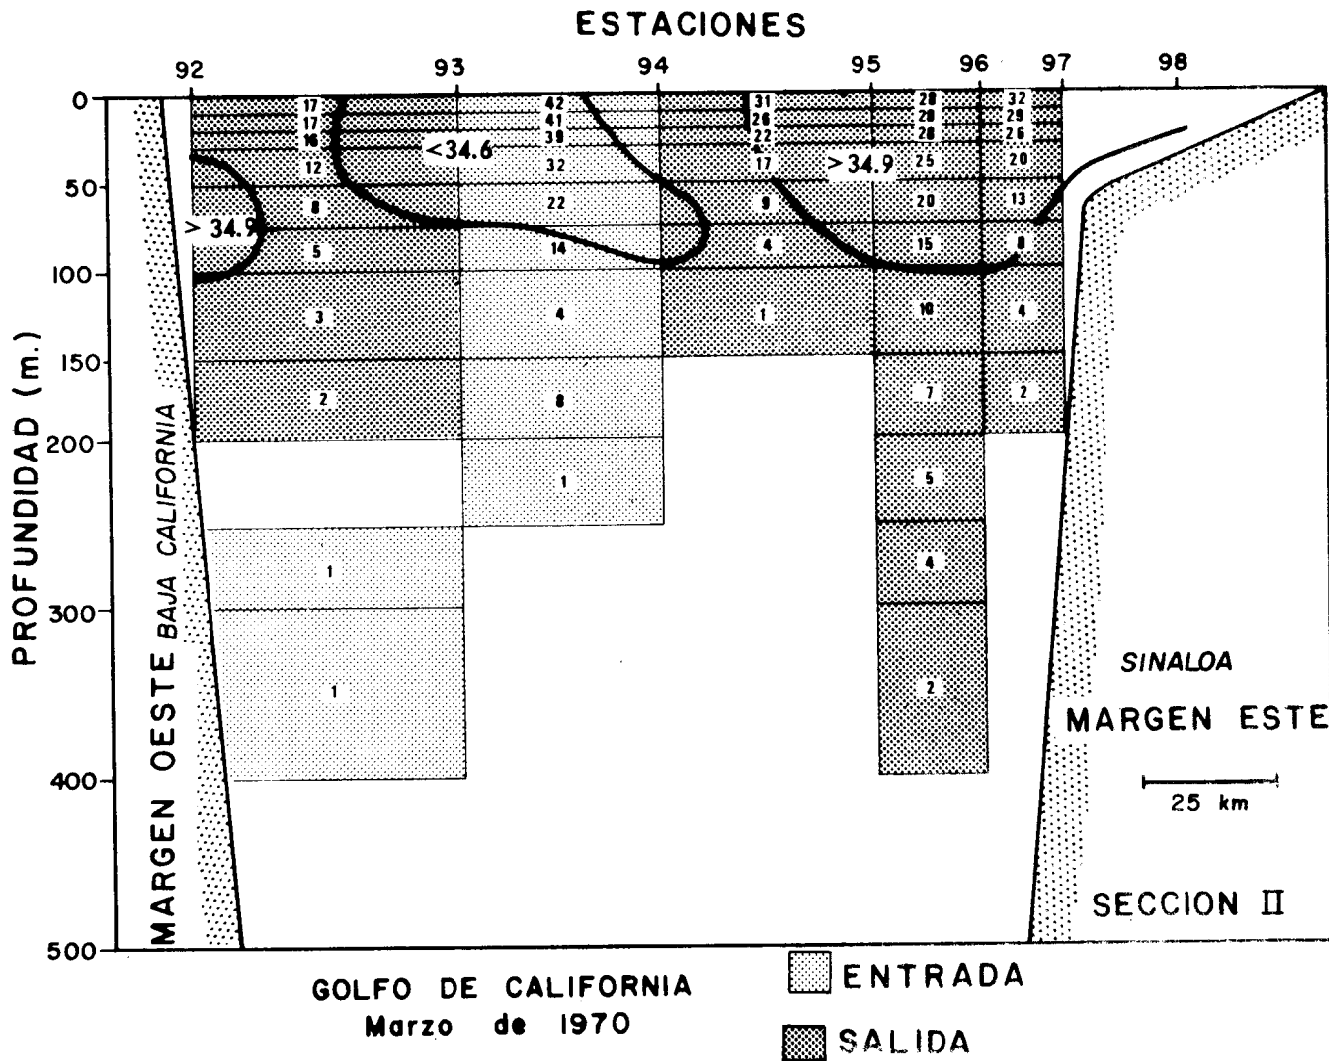 ESTACIONES
92 93 94 95 96 97 98
0 17 42 31 28 32
17 41 26 28 29
16 39 22 28 26
<34.6
12 32 17 >34.9 25 20
50
8 22 9 20 13
> 34.9
5 14 4 15 8
100
3 4 1 10 4
150
2 8 7 2
200
1 5
1 4
300
1 2
400
500
PROFUNDIDAD (m.)
MARGEN OESTE BAJA CALIFORNIA
SINALOA
MARGEN ESTE
25 km
SECCION II
GOLFO DE CALIFORNIA
Marzo de 1970
ENTRADA
SALIDA